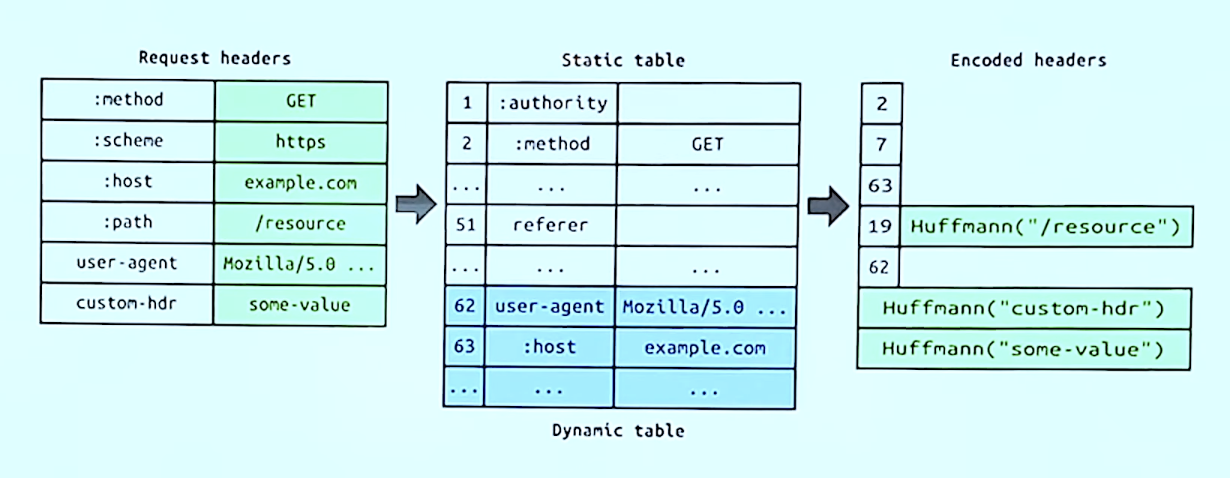 Request headers
:method GET
:scheme https
:host example.com
:path /resource
user-agent Mozilla/5.0 ...
custom-hdr some-value
Static table
1 :authority
2 :method GET
... ... ...
51 referer
... ... ...
62 user-agent Mozilla/5.0 ...
63 :host example.com
... ... ...
Dynamic table
Encoded headers
2
7
63
19 Huffmann("/resource")
62
Huffmann("custom-hdr")
Huffmann("some-value")